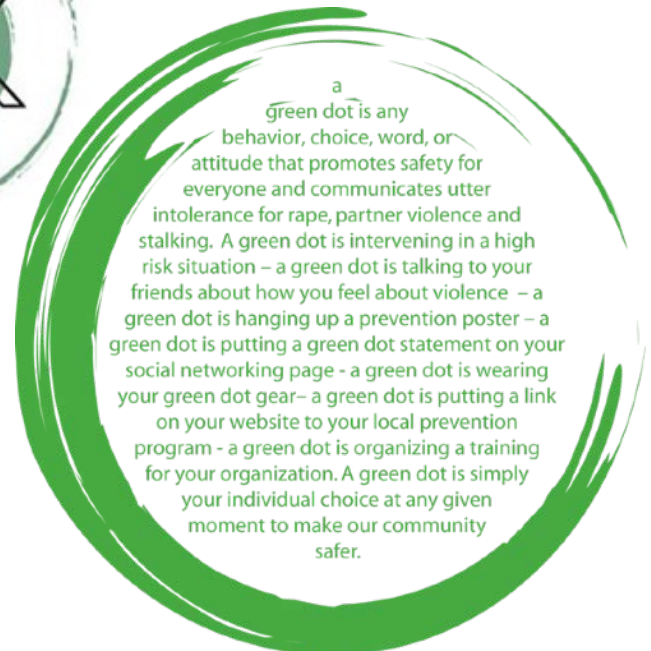 a
green dot is any
behavior, choice, word, or
attitude that promotes safety for
everyone and communicates utter
intolerance for rape, partner violence and
stalking.  A green dot is intervening in a high
risk situation – a green dot is talking to your
friends about how you feel about violence  – a
green dot is hanging up a prevention poster – a
green dot is putting a green dot statement on your
social networking page - a green dot is wearing
your green dot gear– a green dot is putting a link
on your website to your local prevention
program - a green dot is organizing a training
for your organization. A green dot is simply
your individual choice at any given
moment to make our community
safer.